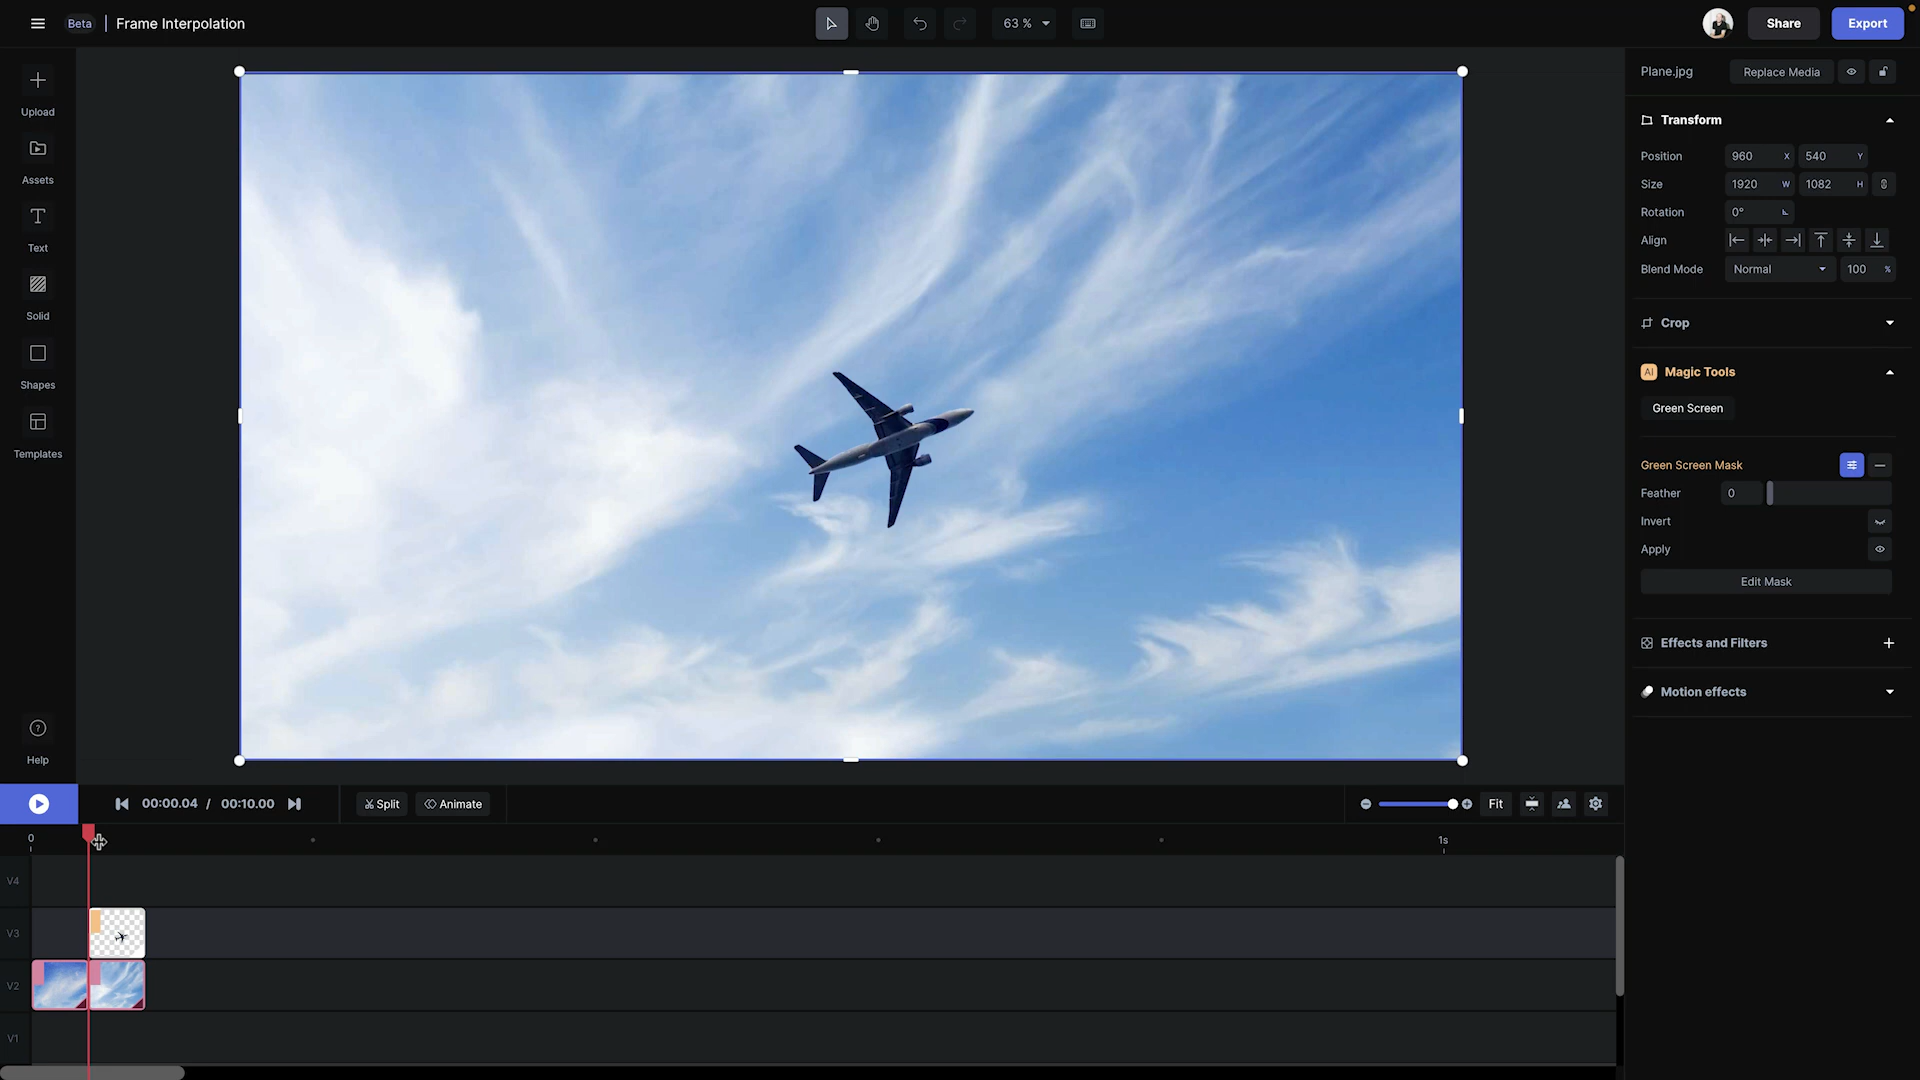 Beta
Frame Interpolation
63 %
Share
Export
Upload
Assets
Text
Solid
Shapes
Templates
Help
Plane.jpg
Replace Media
Transform
Position 960 X 540 Y
Size 1920 W 1082 H
Rotation 0°
Align
Blend Mode Normal 100 %
Crop
AI Magic Tools
Green Screen
Green Screen Mask
Feather 0
Invert
Apply
Edit Mask
Effects and Filters
Motion effects
00:00.04 / 00:10.00
Split
Animate
Fit
0
1s
V4
V3
V2
V1